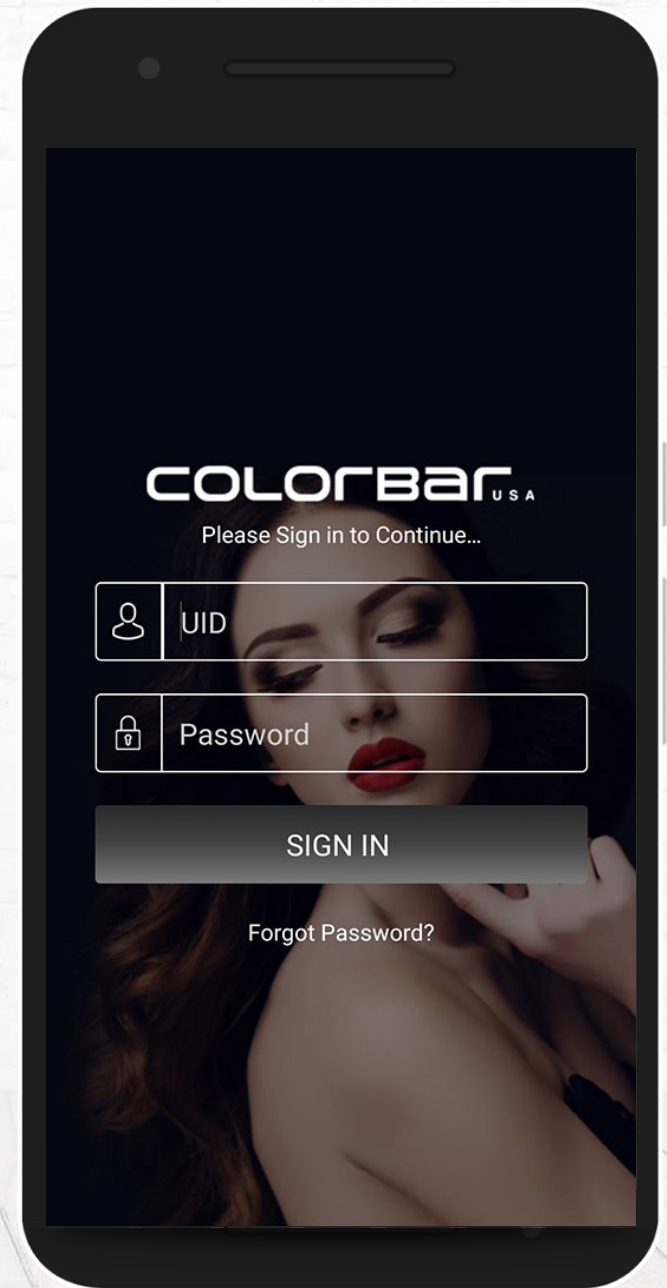 COLORBAR USA
Please Sign in to Continue...
UID
Password
SIGN IN
Forgot Password?